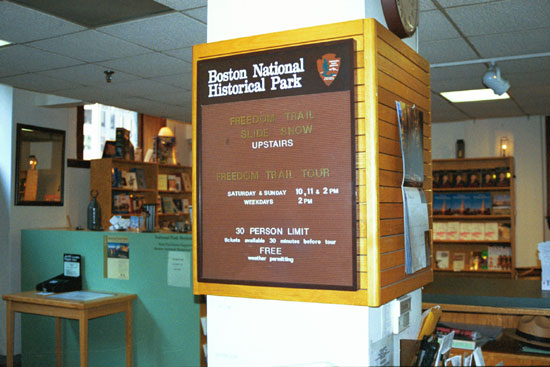 Boston National
Historical Park
FREEDOM TRAIL
SLIDE SHOW
UPSTAIRS
FREEDOM TRAIL TOUR
SATURDAY & SUNDAY 10, 11 & 2 PM
WEEKDAYS 2 PM
30 PERSON LIMIT
tickets available 30 minutes before tour
FREE
weather permitting